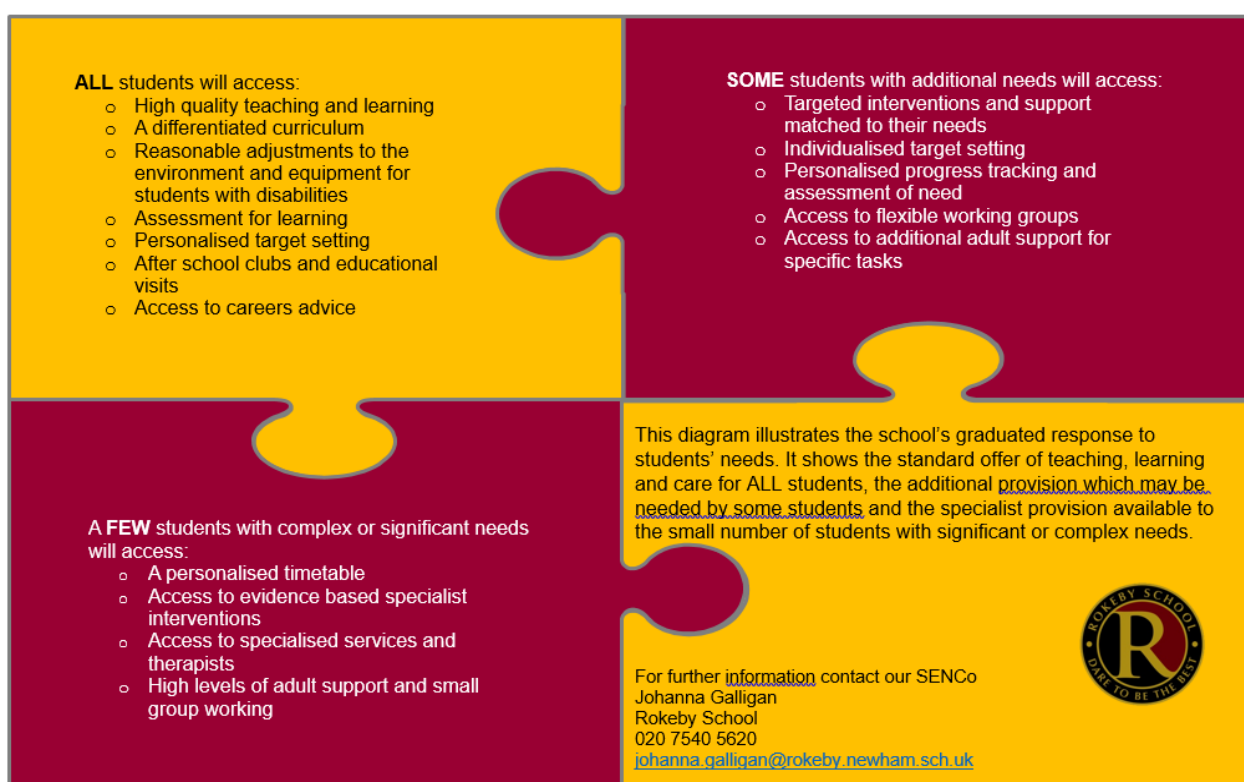 ALL students will access:
o High quality teaching and learning
o A differentiated curriculum
o Reasonable adjustments to the
environment and equipment for
students with disabilities
o Assessment for learning
o Personalised target setting
o After school clubs and educational
visits
o Access to careers advice
SOME students with additional needs will access:
o Targeted interventions and support
matched to their needs
o Individualised target setting
o Personalised progress tracking and
assessment of need
o Access to flexible working groups
o Access to additional adult support for
specific tasks
A FEW students with complex or significant needs
will access:
o A personalised timetable
o Access to evidence based specialist
interventions
o Access to specialised services and
therapists
o High levels of adult support and small
group working
This diagram illustrates the school’s graduated response to
students’ needs. It shows the standard offer of teaching, learning
and care for ALL students, the additional provision which may be
needed by some students and the specialist provision available to
the small number of students with significant or complex needs.
ROKEBY SCHOOL
R
DARE TO BE THE BEST
For further information contact our SENCo
Johanna Galligan
Rokeby School
020 7540 5620
johanna.galligan@rokeby.newham.sch.uk